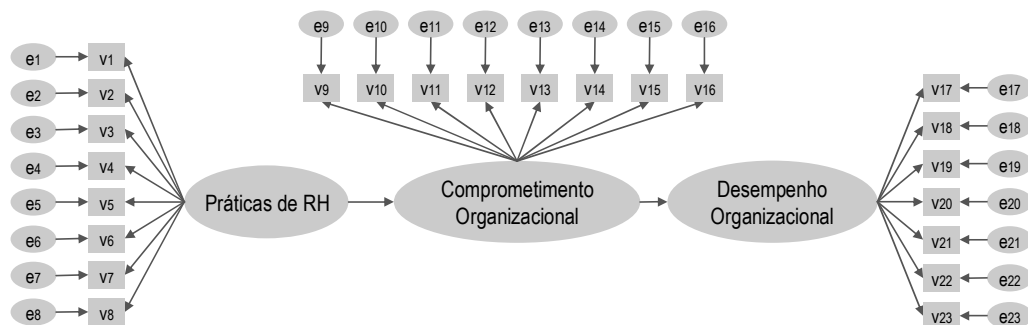 e9 e10 e11 e12 e13 e14 e15 e16
e1 v1
e2 v2
e3 v3
e4 v4
e5 v5
e6 v6
e7 v7
e8 v8
v9 v10 v11 v12 v13 v14 v15 v16
Práticas de RH
Comprometimento
Organizacional
Desempenho
Organizacional
v17 e17
v18 e18
v19 e19
v20 e20
v21 e21
v22 e22
v23 e23